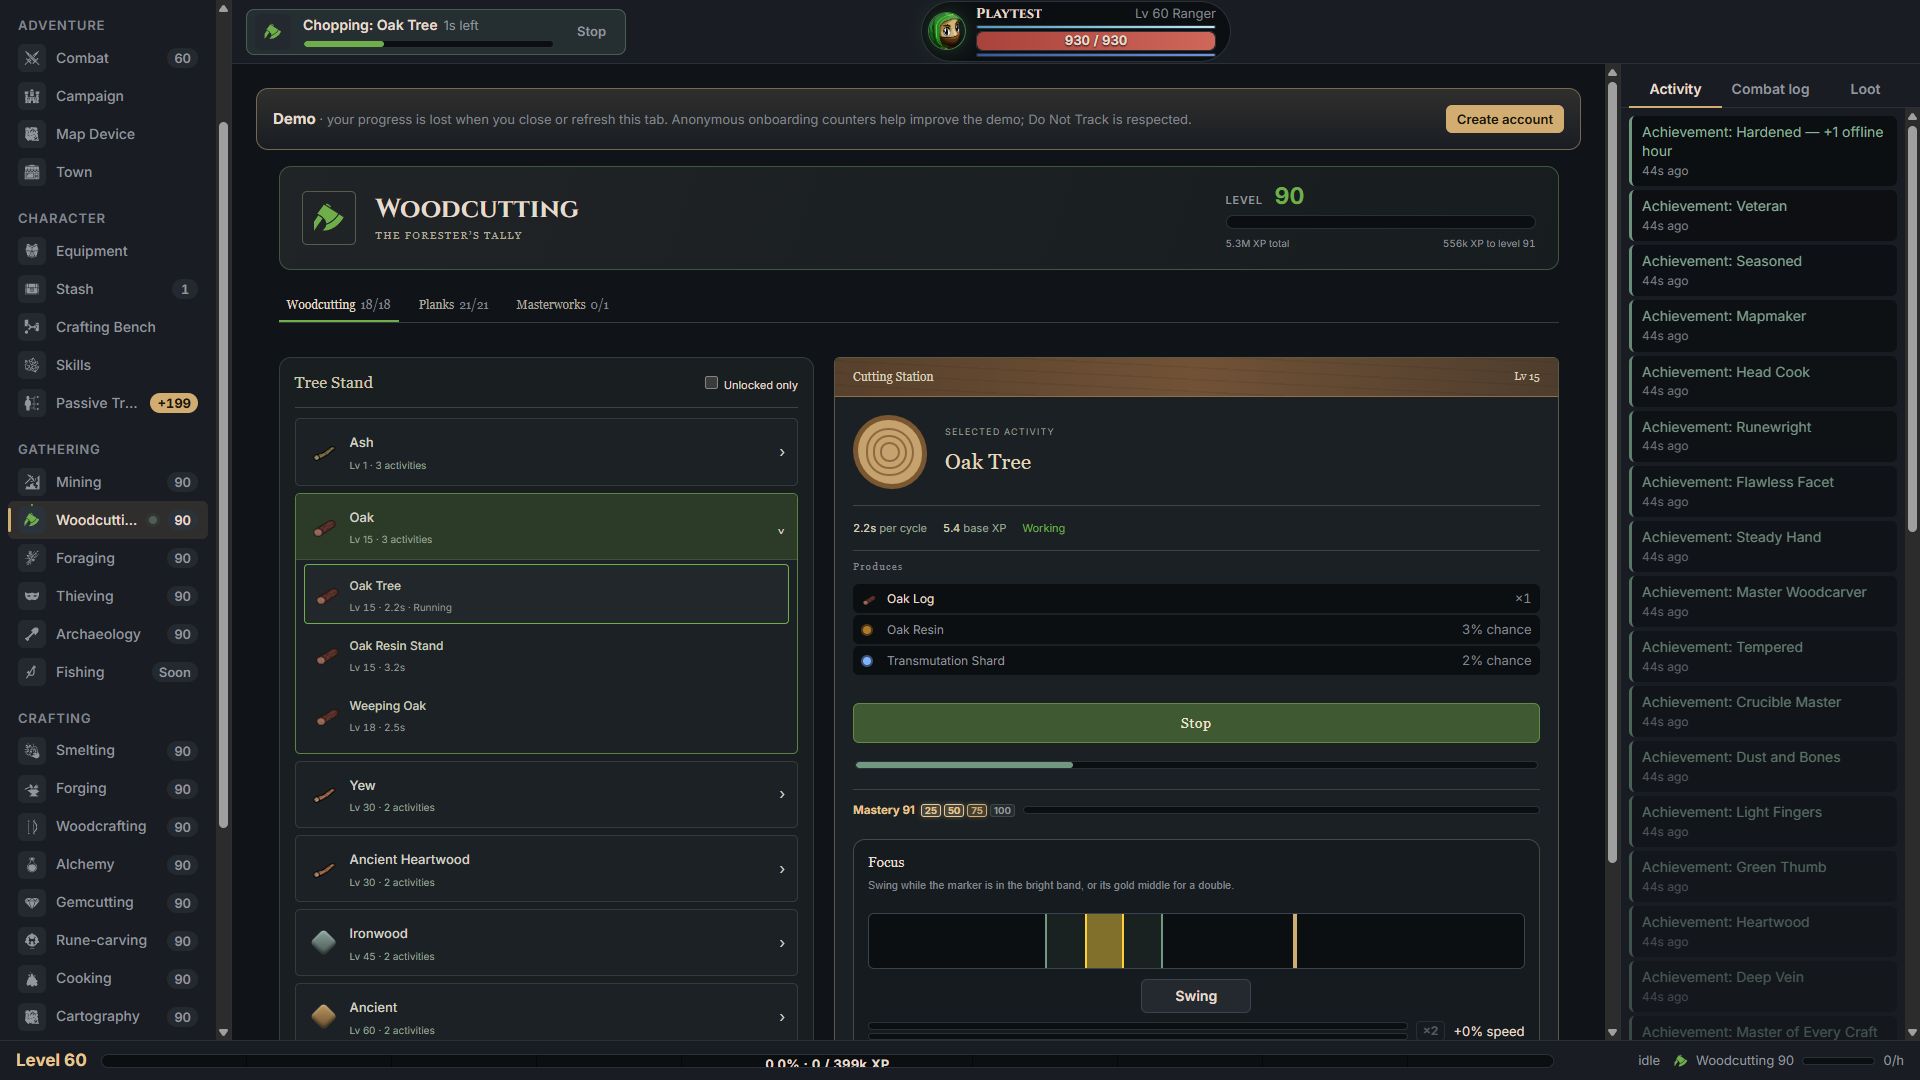 ADVENTURE
Combat 60
Campaign
Map Device
Town
CHARACTER
Equipment
Stash 1
Crafting Bench
Skills
Passive Tr... +199
GATHERING
Mining 90
Woodcutti... 90
Foraging 90
Thieving 90
Archaeology 90
Fishing Soon
CRAFTING
Smelting 90
Forging 90
Woodcrafting 90
Alchemy 90
Gemcutting 90
Rune-carving 90
Cooking 90
Cartography 90
Chopping: Oak Tree 1s left
Stop
PLAYTEST Lv 60 Ranger
930 / 930
Demo · your progress is lost when you close or refresh this tab. Anonymous onboarding counters help improve the demo; Do Not Track is respected.
Create account
WOODCUTTING
THE FORESTER'S TALLY
LEVEL 90
5.3M XP total 556k XP to level 91
Woodcutting 18/18 Planks 21/21 Masterworks 0/1
Tree Stand Unlocked only
Ash
Lv 1 · 3 activities
Oak
Lv 15 · 3 activities
Oak Tree
Lv 15 · 2.2s · Running
Oak Resin Stand
Lv 15 · 3.2s
Weeping Oak
Lv 18 · 2.5s
Yew
Lv 30 · 2 activities
Ancient Heartwood
Lv 30 · 2 activities
Ironwood
Lv 45 · 2 activities
Ancient
Lv 60 · 2 activities
Cutting Station Lv 15
SELECTED ACTIVITY
Oak Tree
2.2s per cycle 5.4 base XP Working
Produces
Oak Log ×1
Oak Resin 3% chance
Transmutation Shard 2% chance
Stop
Mastery 91 25 50 75 100
Focus
Swing while the marker is in the bright band, or its gold middle for a double.
Swing
×2 +0% speed
Activity Combat log Loot
Achievement: Hardened — +1 offline
hour
44s ago
Achievement: Veteran
44s ago
Achievement: Seasoned
44s ago
Achievement: Mapmaker
44s ago
Achievement: Head Cook
44s ago
Achievement: Runewright
44s ago
Achievement: Flawless Facet
44s ago
Achievement: Steady Hand
44s ago
Achievement: Master Woodcarver
44s ago
Achievement: Tempered
44s ago
Achievement: Crucible Master
44s ago
Achievement: Dust and Bones
44s ago
Achievement: Light Fingers
44s ago
Achievement: Green Thumb
44s ago
Achievement: Heartwood
44s ago
Achievement: Deep Vein
44s ago
Achievement: Master of Every Craft
Level 60
0.0% · 0 / 399k XP
idle Woodcutting 90 0/h